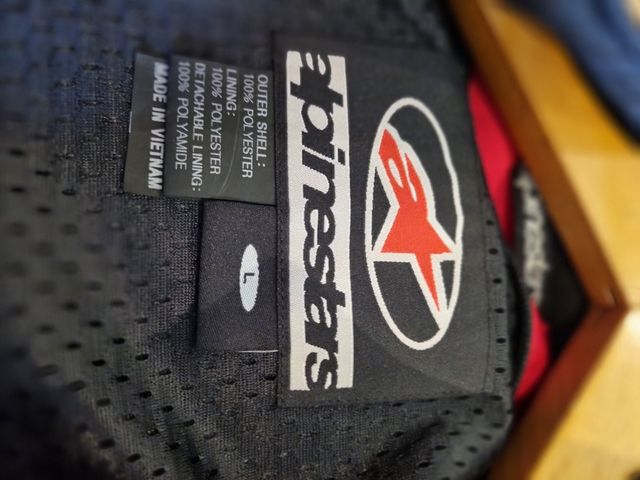 alpinestars
OUTER SHELL:
100% POLYESTER
LINING:
100% POLYESTER
DETACHABLE LINING:
100% POLYAMIDE
MADE IN VIETNAM
L